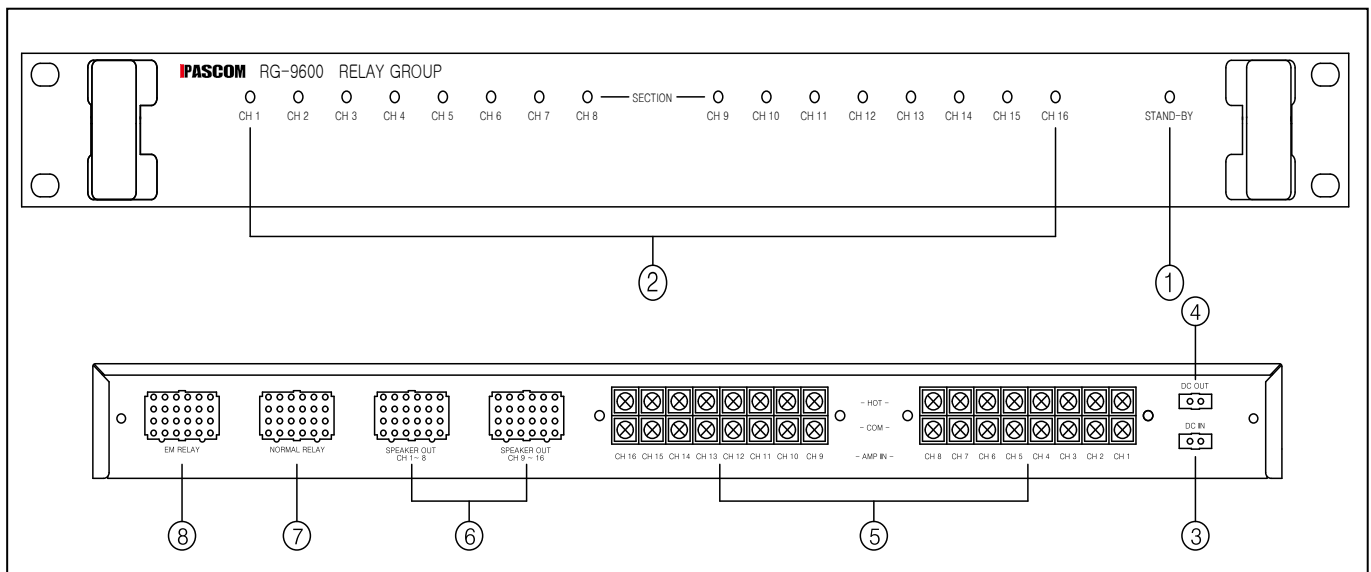 PASCOM RG-9600 RELAY GROUP
SECTION
CH 1 CH 2 CH 3 CH 4 CH 5 CH 6 CH 7 CH 8 CH 9 CH 10 CH 11 CH 12 CH 13 CH 14 CH 15 CH 16 STAND-BY
2 1
4
DC OUT
- HOT -
- COM -
DC IN
EM RELAY NORMAL RELAY SPEAKER OUT SPEAKER OUT
CH 1~ 8 CH 9 ~ 16
CH 16 CH 15 CH 14 CH 13 CH 12 CH 11 CH 10 CH 9 - AMP IN - CH 8 CH 7 CH 6 CH 5 CH 4 CH 3 CH 2 CH 1
8 7 6 5 3